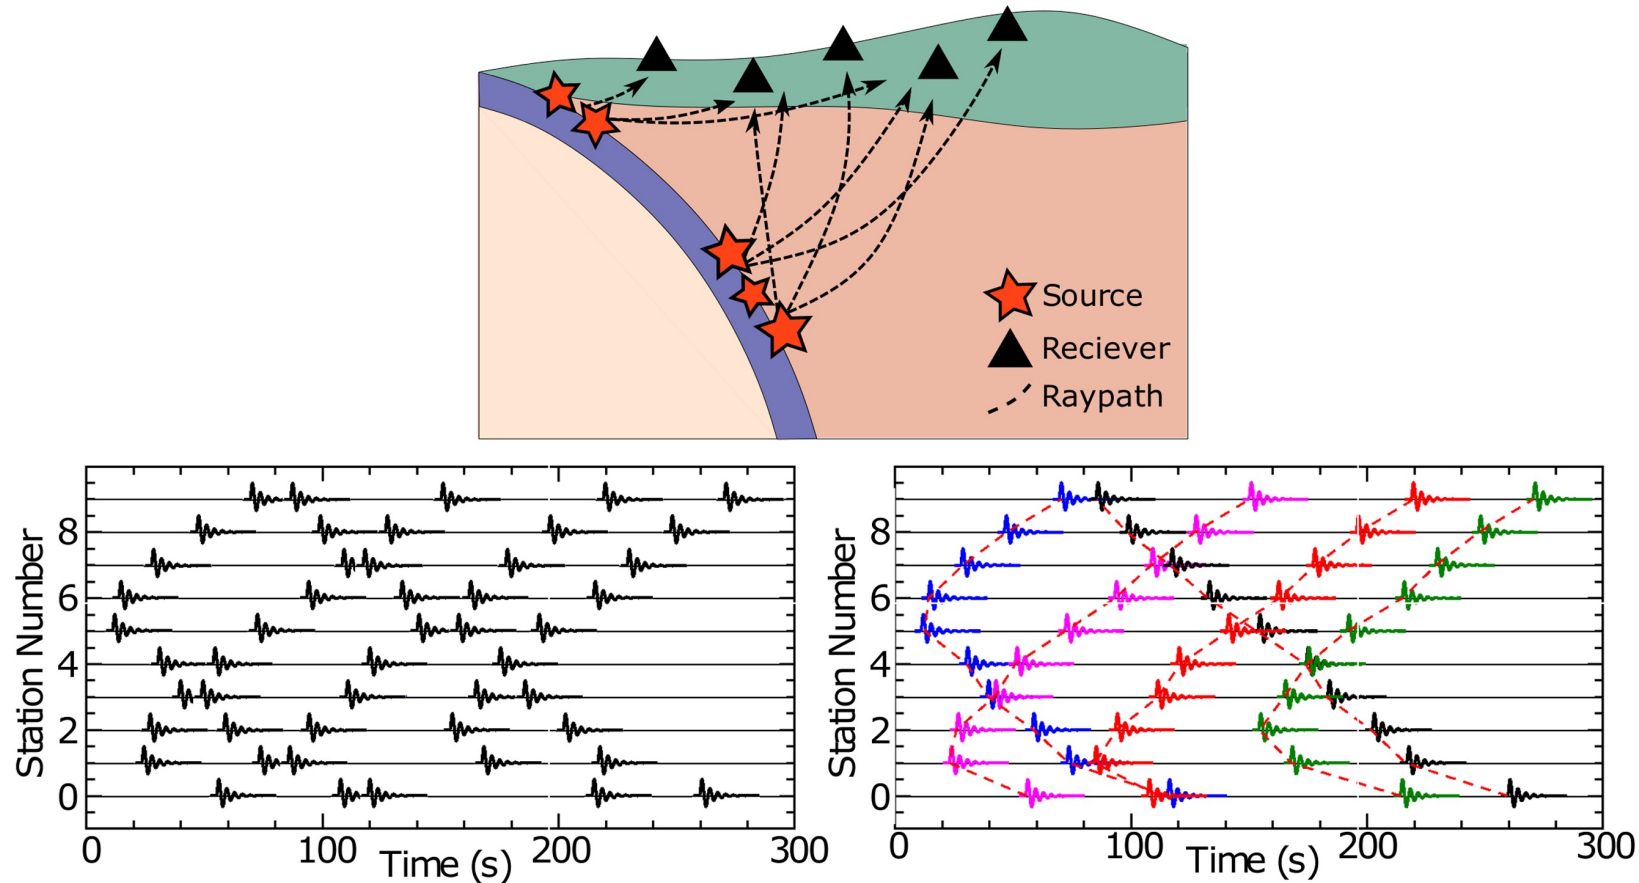 Source
Reciever
Raypath
Station Number
8
6
4
2
0
0
100
200
300
Time (s)
Station Number
8
6
4
2
0
0
100
200
300
Time (s)